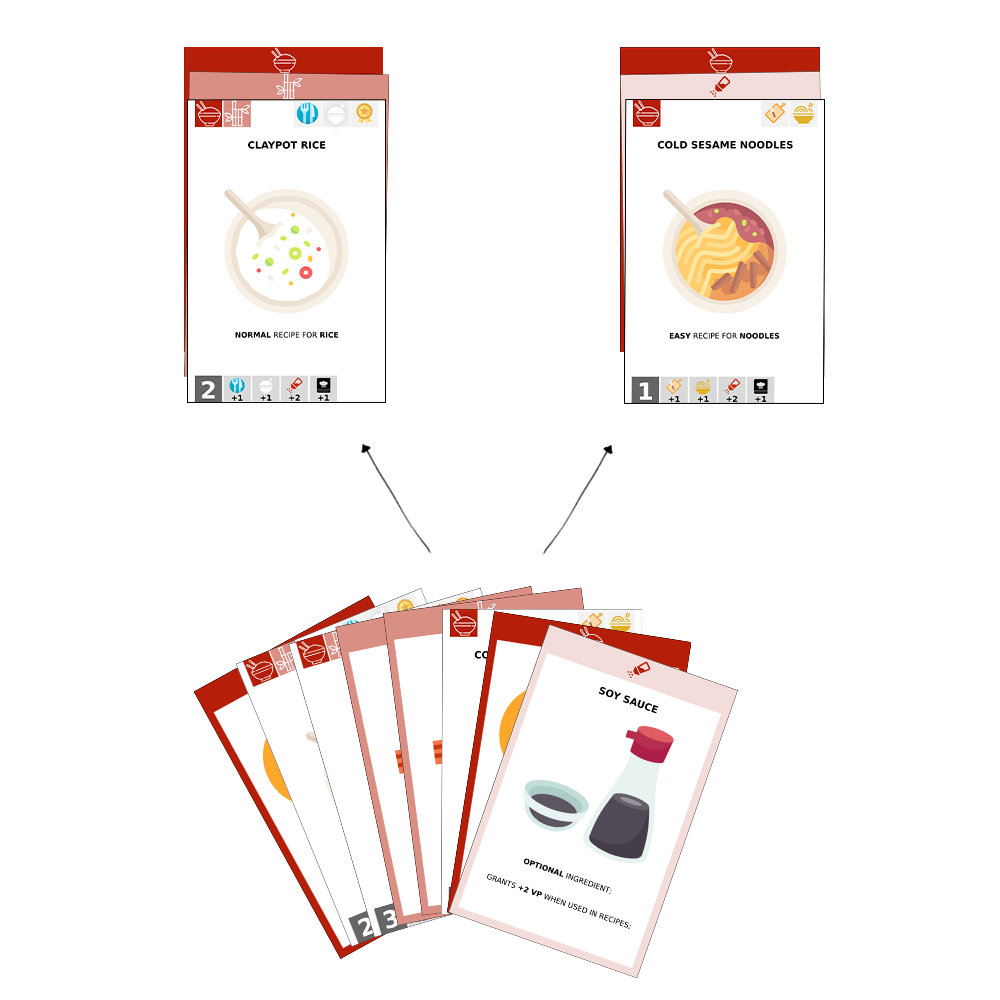 CLAYPOT RICE
NORMAL RECIPE FOR RICE
2 +1 +1 +2 +1
COLD SESAME NOODLES
EASY RECIPE FOR NOODLES
1 +1 +1 +2 +1
2
3
CO
SOY SAUCE
OPTIONAL INGREDIENT:
GRANTS +2 VP WHEN USED IN RECIPES;